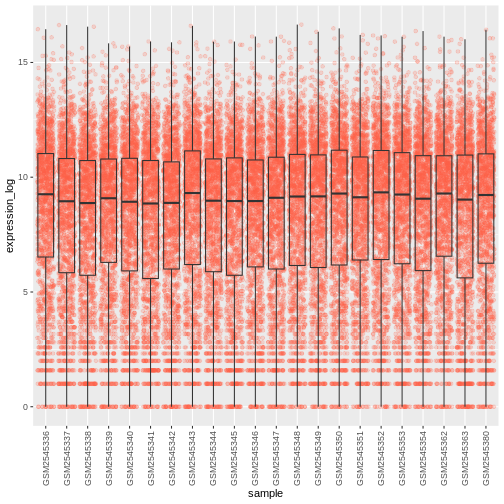 expression_log
15
10
5
0
GSM2545336
GSM2545337
GSM2545338
GSM2545339
GSM2545340
GSM2545341
GSM2545342
GSM2545343
GSM2545344
GSM2545345
GSM2545346
GSM2545347
GSM2545348
GSM2545349
GSM2545350
GSM2545351
GSM2545352
GSM2545353
GSM2545354
GSM2545362
GSM2545363
GSM2545380
sample